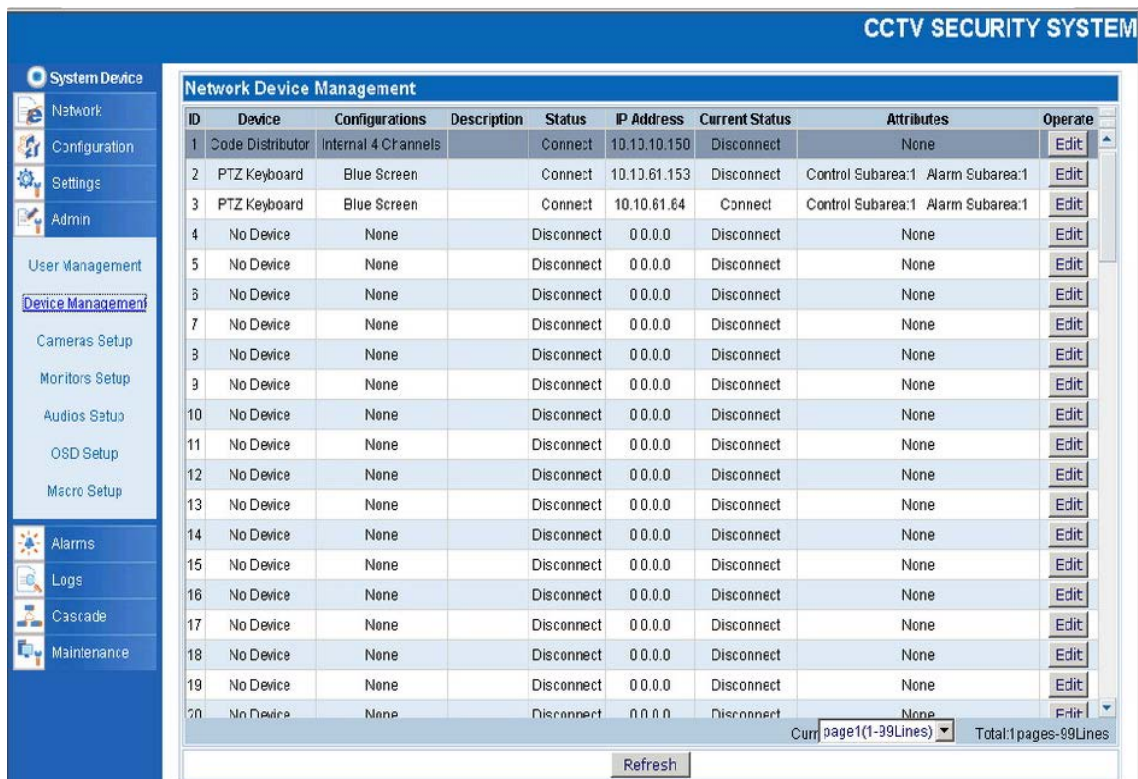 CCTV SECURITY SYSTEM
System Device
Network
Configuration
Settings
Admin
User Management
Device Management
Cameras Setup
Monitors Setup
Audios Setup
OSD Setup
Macro Setup
Alarms
Logs
Cascade
Maintenance
Network Device Management
ID Device Configurations Description Status IP Address Current Status Attributes Operate
1 Code Distributor Internal 4 Channels Connect 10.10.10.150 Disconnect None Edit
2 PTZ Keyboard Blue Screen Connect 10.10.61.153 Disconnect Control Subarea:1 Alarm Subarea:1 Edit
3 PTZ Keyboard Blue Screen Connect 10.10.61.64 Connect Control Subarea:1 Alarm Subarea:1 Edit
4 No Device None Disconnect 0.0.0.0 Disconnect None Edit
5 No Device None Disconnect 0.0.0.0 Disconnect None Edit
6 No Device None Disconnect 0.0.0.0 Disconnect None Edit
7 No Device None Disconnect 0.0.0.0 Disconnect None Edit
8 No Device None Disconnect 0.0.0.0 Disconnect None Edit
9 No Device None Disconnect 0.0.0.0 Disconnect None Edit
10 No Device None Disconnect 0.0.0.0 Disconnect None Edit
11 No Device None Disconnect 0.0.0.0 Disconnect None Edit
12 No Device None Disconnect 0.0.0.0 Disconnect None Edit
13 No Device None Disconnect 0.0.0.0 Disconnect None Edit
14 No Device None Disconnect 0.0.0.0 Disconnect None Edit
15 No Device None Disconnect 0.0.0.0 Disconnect None Edit
16 No Device None Disconnect 0.0.0.0 Disconnect None Edit
17 No Device None Disconnect 0.0.0.0 Disconnect None Edit
18 No Device None Disconnect 0.0.0.0 Disconnect None Edit
19 No Device None Disconnect 0.0.0.0 Disconnect None Edit
20 No Device None Disconnect 0.0.0.0 Disconnect None Edit
Curr page1(1-99Lines) Total:1pages-99Lines
Refresh